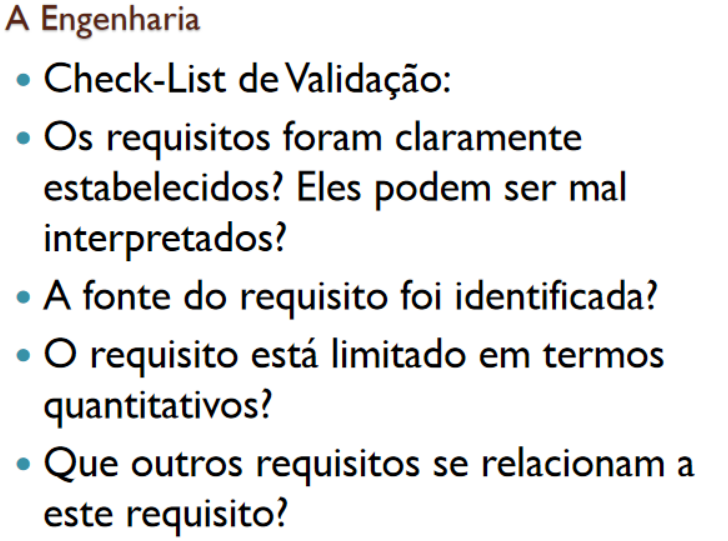 A Engenharia
• Check-List de Validação:
• Os requisitos foram claramente
estabelecidos? Eles podem ser mal
interpretados?
• A fonte do requisito foi identificada?
• O requisito está limitado em termos
quantitativos?
• Que outros requisitos se relacionam a
este requisito?